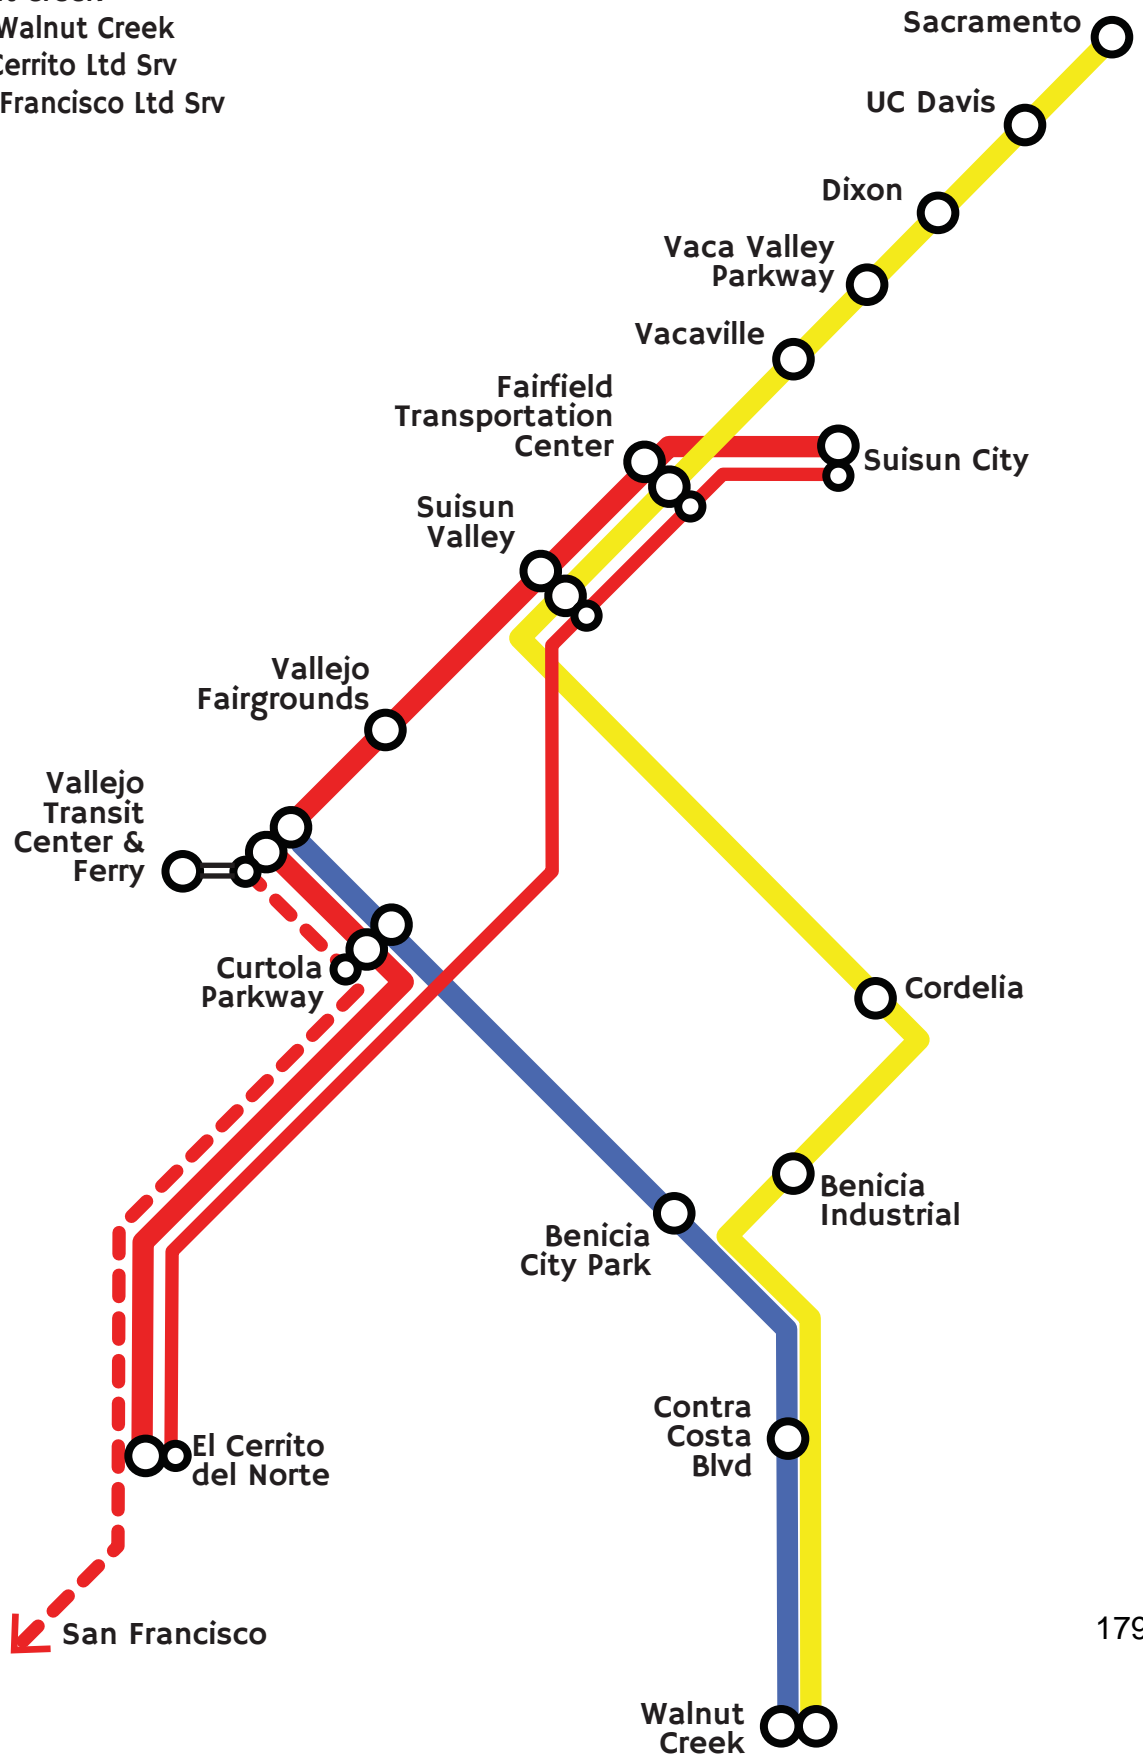 Walnut Creek
Cerrito Ltd Srv
Francisco Ltd Srv
Sacramento
UC Davis
Dixon
Vaca Valley
Parkway
Vacaville
Fairfield
Transportation
Center
Suisun City
Suisun
Valley
Vallejo
Fairgrounds
Vallejo
Transit
Center &
Ferry
Curtola
Parkway
Cordelia
Benicia
Industrial
Benicia
City Park
Contra
Costa
Blvd
El Cerrito
del Norte
San Francisco
179
Walnut
Creek